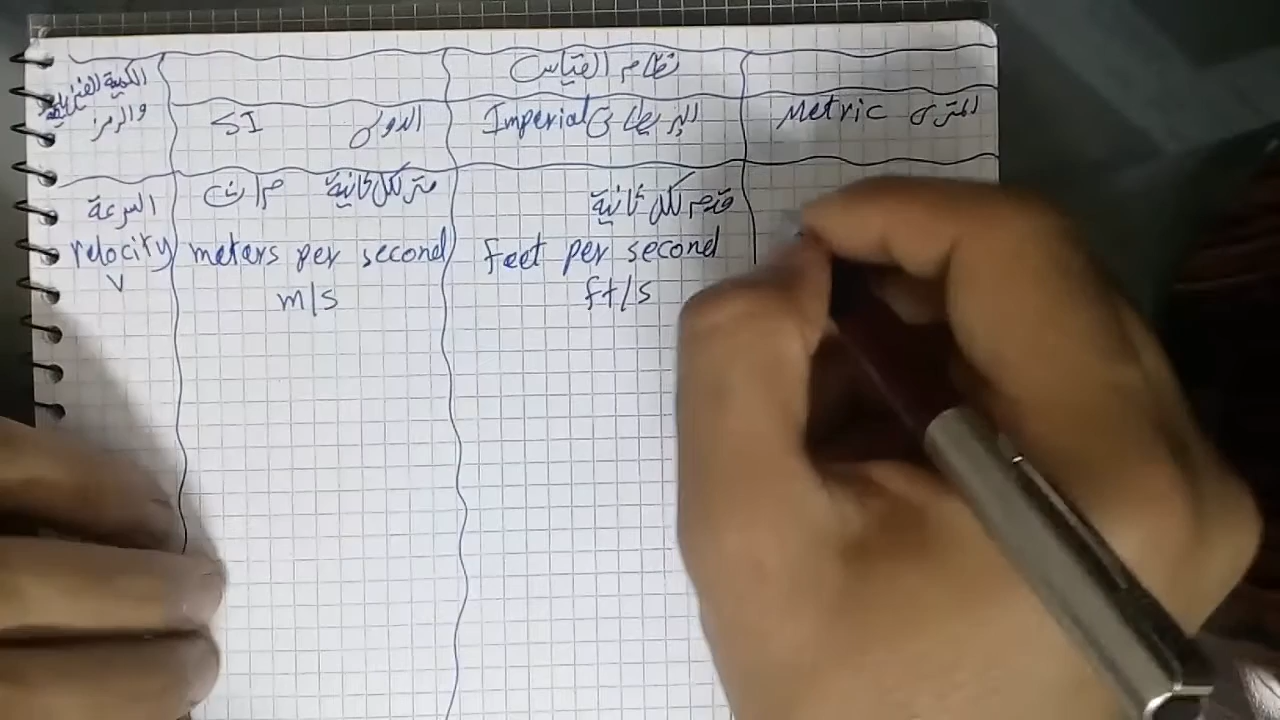 نظام القياس
الكمية الفيزيائية
والرمز
SI الدولي
Imperial البريطاني
Metric المتري
السرعة
velocity
v
متر لكل ثانية م/ث
meters per second
m/s
قدم لكل ثانية
feet per second
ft/s